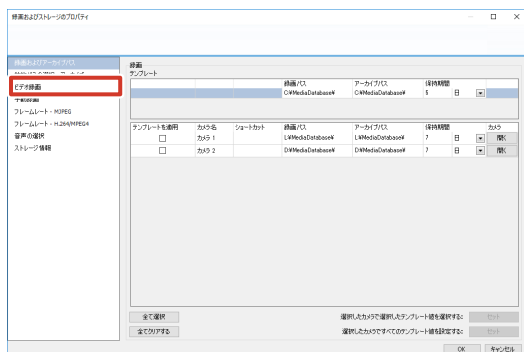 録画およびストレージのプロパティ
録画およびアーカイブパス
ビデオ録画
手動録画
フレームレート - MJPEG
フレームレート - H.264/MPEG4
音声の選択
ストレージ情報
録画
テンプレート
録画パス アーカイブパス 保持期間
C:¥MediaDatabase¥ C:¥MediaDatabase¥ 5 日
テンプレートを適用 カメラ名 ショートカット 録画パス アーカイブパス 保持期間 カメラ
カメラ 1 L:¥MediaDatabase¥ L:¥MediaDatabase¥ 7 日 開く
カメラ 2 D:¥MediaDatabase¥ D:¥MediaDatabase¥ 7 日 開く
全て選択 選択したカメラで選択したテンプレート値を選択する: セット
全てクリアする 選択したカメラですべてのテンプレート値を設定する: セット
OK キャンセル